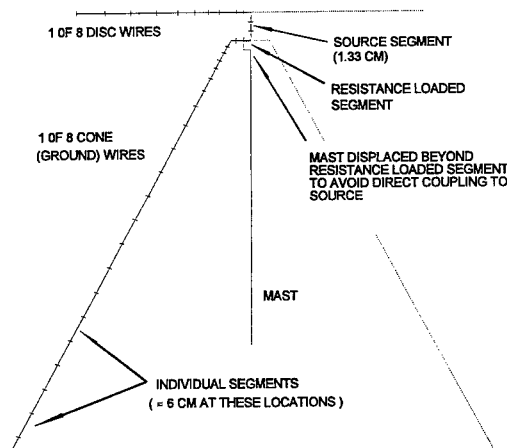 1 OF 8 DISC WIRES
SOURCE SEGMENT
(1.33 CM)
RESISTANCE LOADED
SEGMENT
1 OF 8 CONE
(GROUND) WIRES
MAST DISPLACED BEYOND
RESISTANCE LOADED SEGMENT
TO AVOID DIRECT COUPLING TO
SOURCE
MAST
INDIVIDUAL SEGMENTS
( = 6 CM AT THESE LOCATIONS )